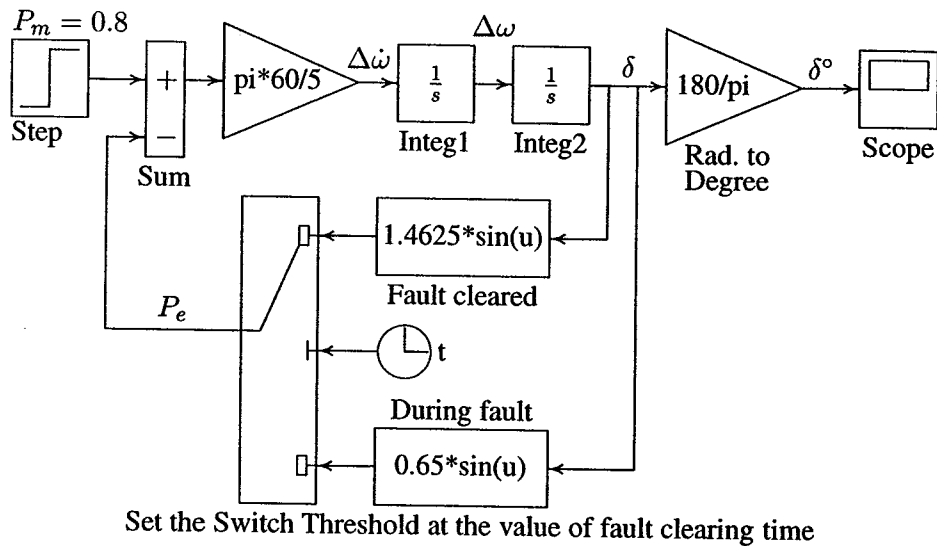 P_m = 0.8
Step
+
−
Sum
pi*60/5
Δω̇
1/s
Integ1
Δω
1/s
Integ2
δ
180/pi
Rad. to
Degree
δ°
Scope
1.4625*sin(u)
Fault cleared
P_e
t
During fault
0.65*sin(u)
Set the Switch Threshold at the value of fault clearing time